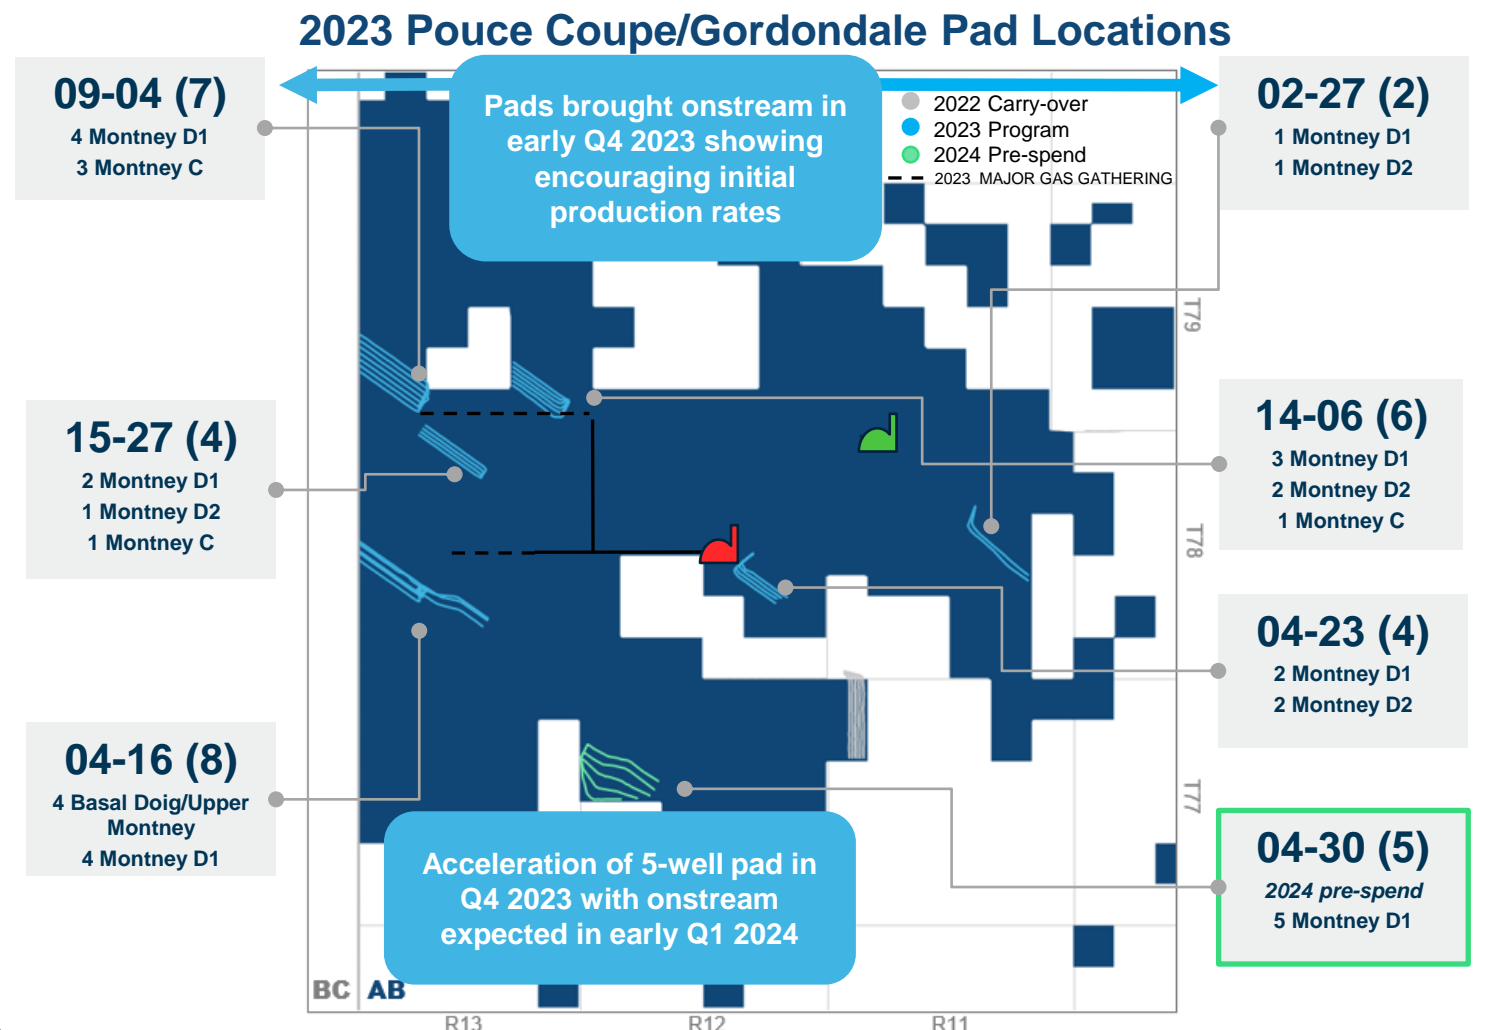 2023 Pouce Coupe/Gordondale Pad Locations
09-04 (7)
4 Montney D1
3 Montney C
Pads brought onstream in
early Q4 2023 showing
encouraging initial
production rates
2022 Carry-over
2023 Program
2024 Pre-spend
2023 MAJOR GAS GATHERING
02-27 (2)
1 Montney D1
1 Montney D2
T79
15-27 (4)
2 Montney D1
1 Montney D2
1 Montney C
14-06 (6)
3 Montney D1
2 Montney D2
1 Montney C
T78
04-23 (4)
2 Montney D1
2 Montney D2
04-16 (8)
4 Basal Doig/Upper
Montney
4 Montney D1
T77
Acceleration of 5-well pad in
Q4 2023 with onstream
expected in early Q1 2024
04-30 (5)
2024 pre-spend
5 Montney D1
BC AB
R13 R12 R11